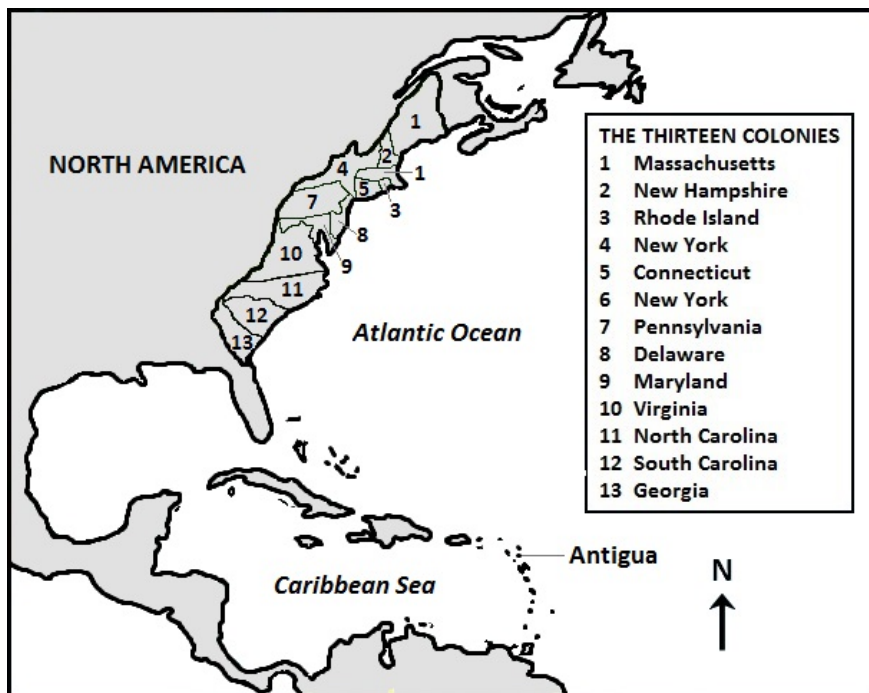 NORTH AMERICA
1
2
4
1
5
3
7
8
10
9
11
12
13
Atlantic Ocean
THE THIRTEEN COLONIES
1 Massachusetts
2 New Hampshire
3 Rhode Island
4 New York
5 Connecticut
6 New York
7 Pennsylvania
8 Delaware
9 Maryland
10 Virginia
11 North Carolina
12 South Carolina
13 Georgia
Antigua
Caribbean Sea
N